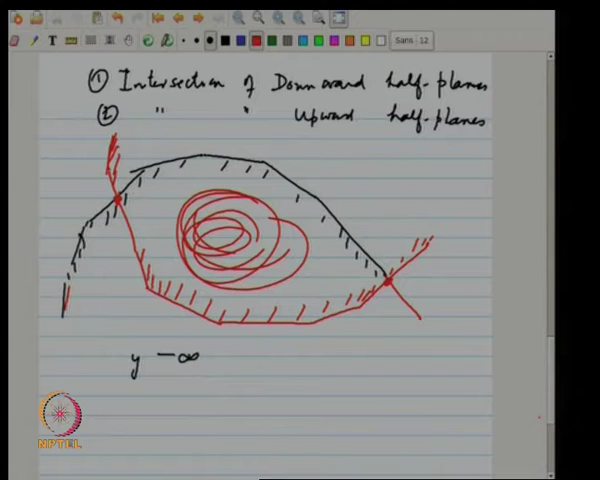 Sans 12
① Intersection of Downward half-planes
② " " Upward half-planes
y -∞
NPTEL